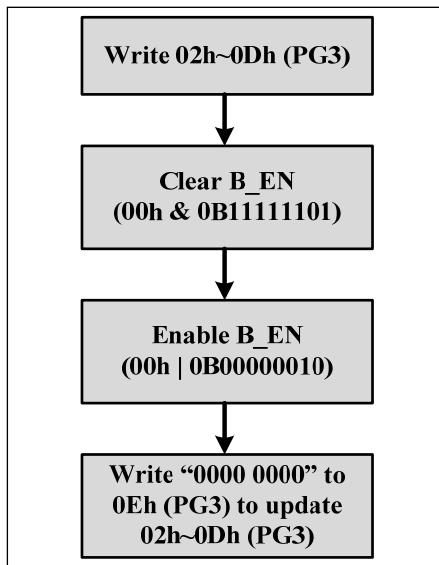 Write 02h~0Dh (PG3)
Clear B_EN
(00h & 0B11111101)
Enable B_EN
(00h | 0B00000010)
Write “0000 0000” to
0Eh (PG3) to update
02h~0Dh (PG3)